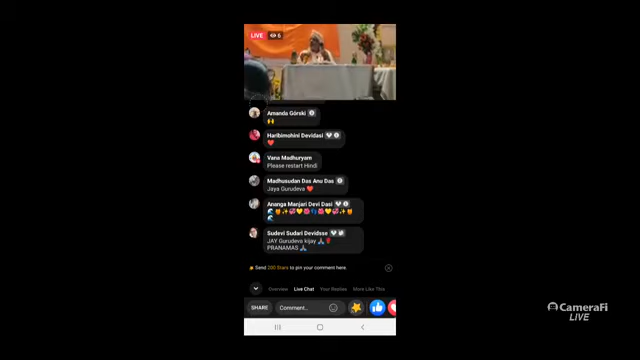 LIVE 6
Amanda Górski
Haribimohini Devidasi
Vana Madhuryam
Please restart Hindi
Madhusudan Das Anu Das
Jaya Gurudeva
Ananga Manjari Devi Dasi
Sudevi Sudari Devidsse
JAY Gurudeva kijay
PRANAMAS
Send 200 Stars to pin your comment here.
Overview Live Chat Your Replies More Like This
SHARE Comment...
CameraFi
LIVE